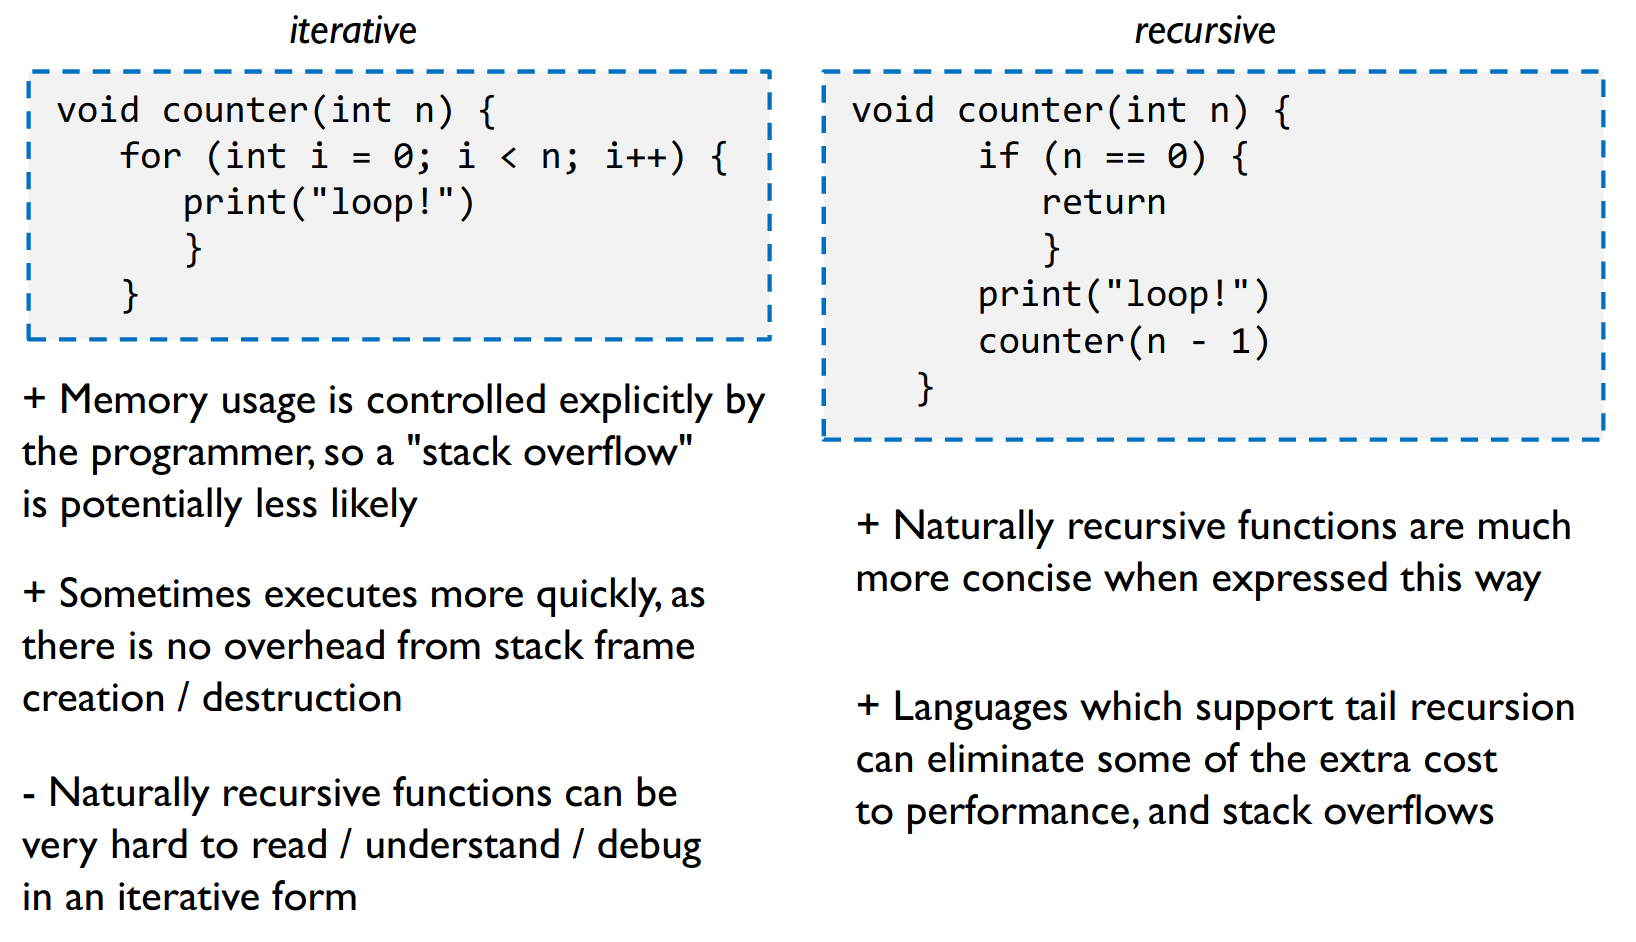 iterative
void counter(int n) {
   for (int i = 0; i < n; i++) {
      print("loop!")
      }
   }
+ Memory usage is controlled explicitly by
the programmer, so a "stack overflow"
is potentially less likely
+ Sometimes executes more quickly, as
there is no overhead from stack frame
creation / destruction
- Naturally recursive functions can be
very hard to read / understand / debug
in an iterative form
recursive
void counter(int n) {
      if (n == 0) {
         return
         }
      print("loop!")
      counter(n - 1)
   }
+ Naturally recursive functions are much
more concise when expressed this way
+ Languages which support tail recursion
can eliminate some of the extra cost
to performance, and stack overflows